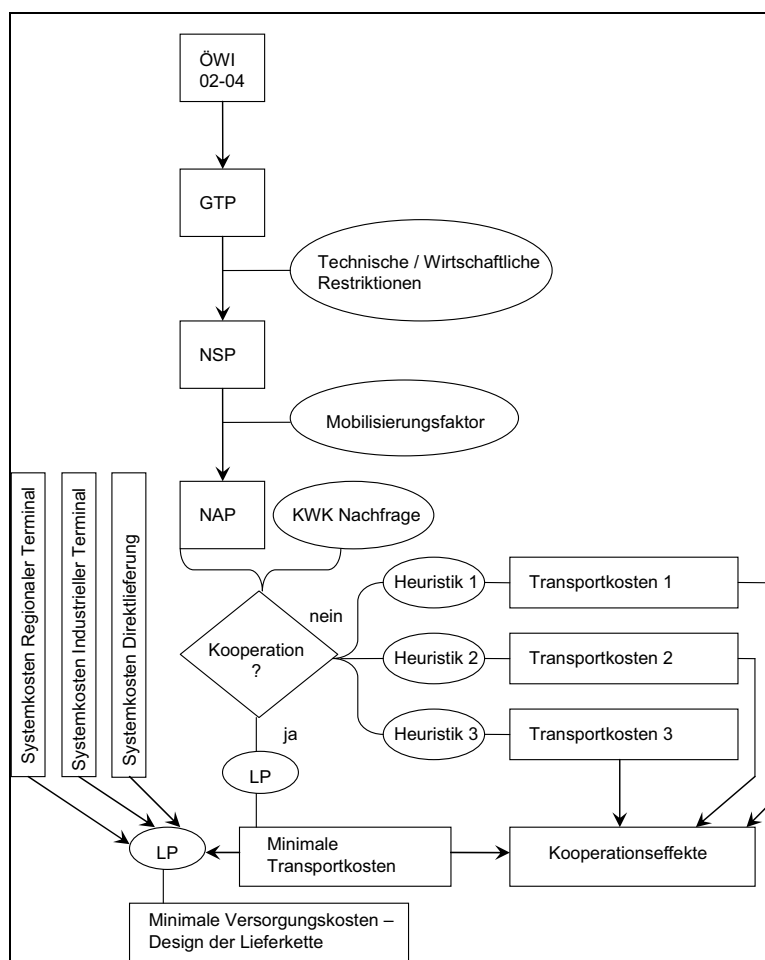 ÖWI
02-04
GTP
Technische / Wirtschaftliche
Restriktionen
NSP
Mobilisierungsfaktor
NAP
KWK Nachfrage
Systemkosten Regionaler Terminal
Systemkosten Industrieller Terminal
Systemkosten Direktlieferung
Kooperation
?
nein
ja
Heuristik 1
Transportkosten 1
Heuristik 2
Transportkosten 2
Heuristik 3
Transportkosten 3
LP
LP
Minimale
Transportkosten
Kooperationseffekte
Minimale Versorgungskosten –
Design der Lieferkette